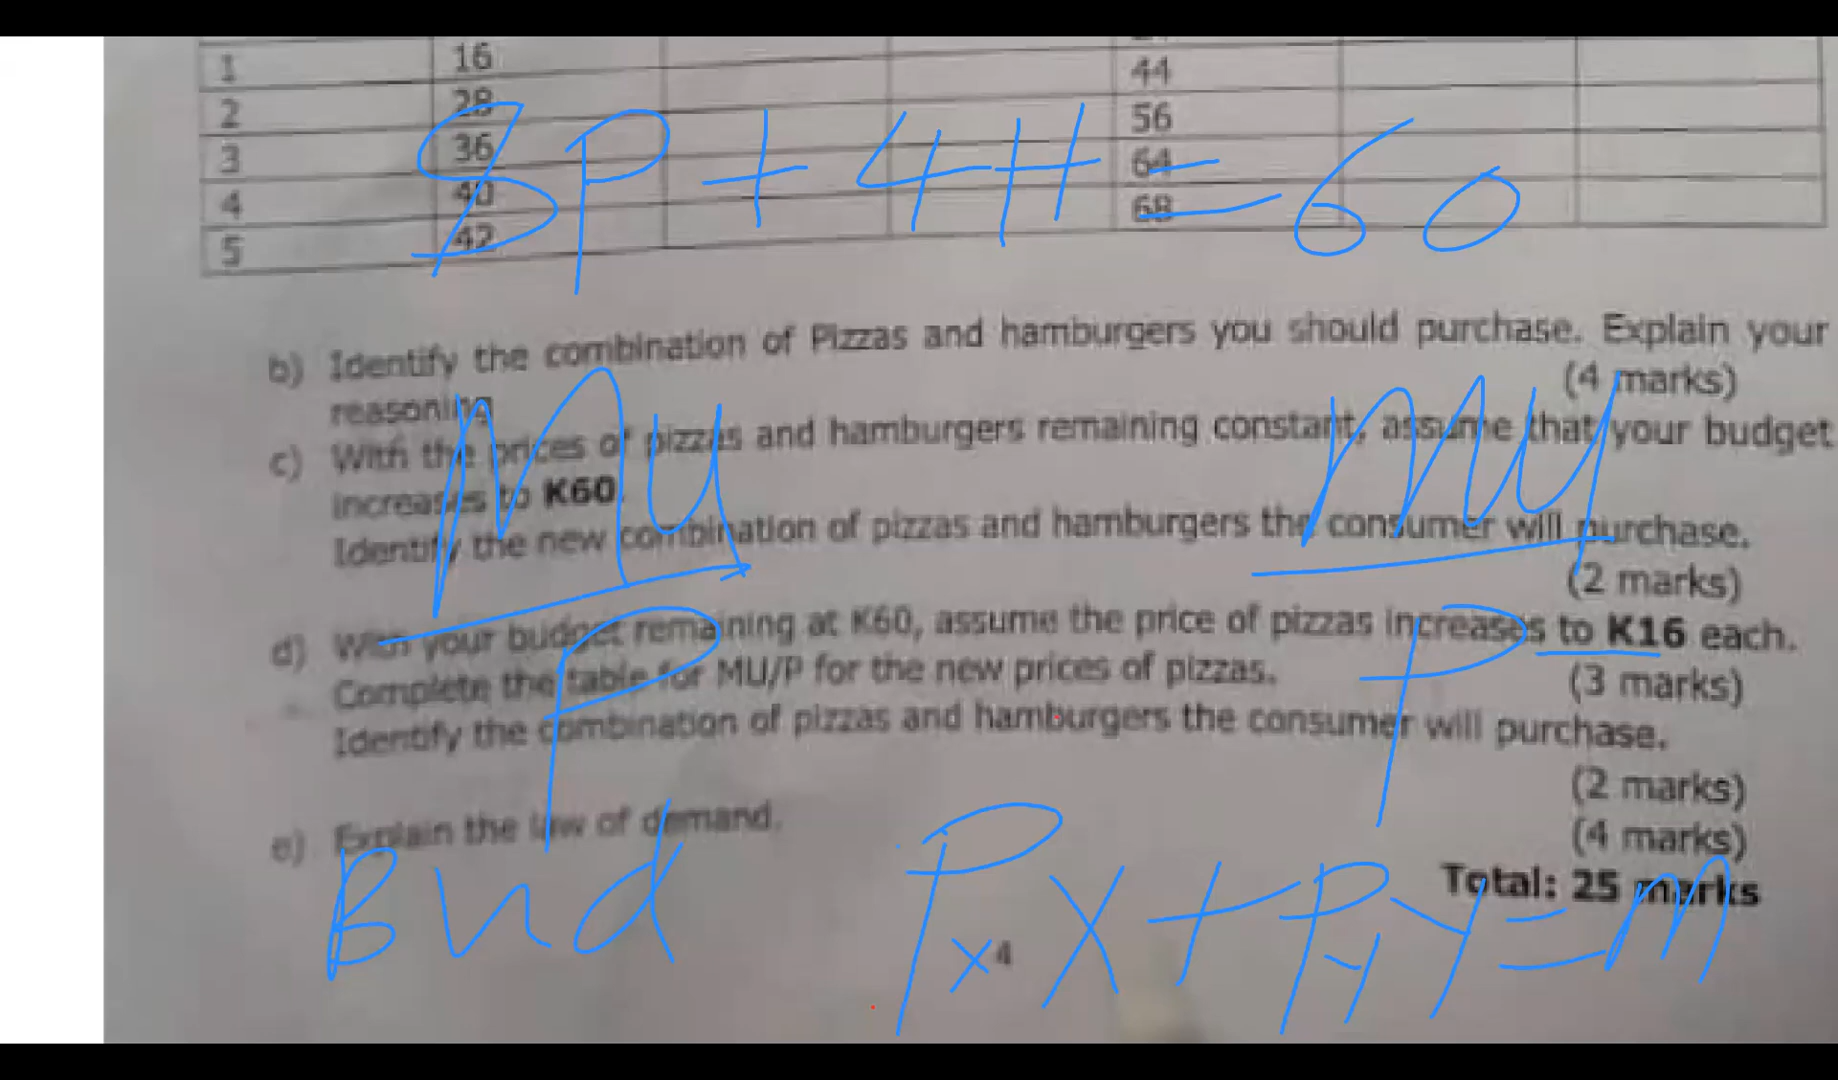 1 16 44
2 28 56
3 36 64
4 40 68
5 42
8P + 4H = 60
b) Identify the combination of Pizzas and hamburgers you should purchase. Explain your
reasoning (4 marks)
c) With the prices of pizzas and hamburgers remaining constant, assume that your budget
increases to K60.
Identify the new combination of pizzas and hamburgers the consumer will purchase.
(2 marks)
MU MU
P P
d) With your budget remaining at K60, assume the price of pizzas increases to K16 each.
Complete the table for MU/P for the new prices of pizzas. (3 marks)
Identify the combination of pizzas and hamburgers the consumer will purchase.
(2 marks)
e) Explain the law of demand. (4 marks)
Total: 25 marks
Bud PxX + PyY = M
4